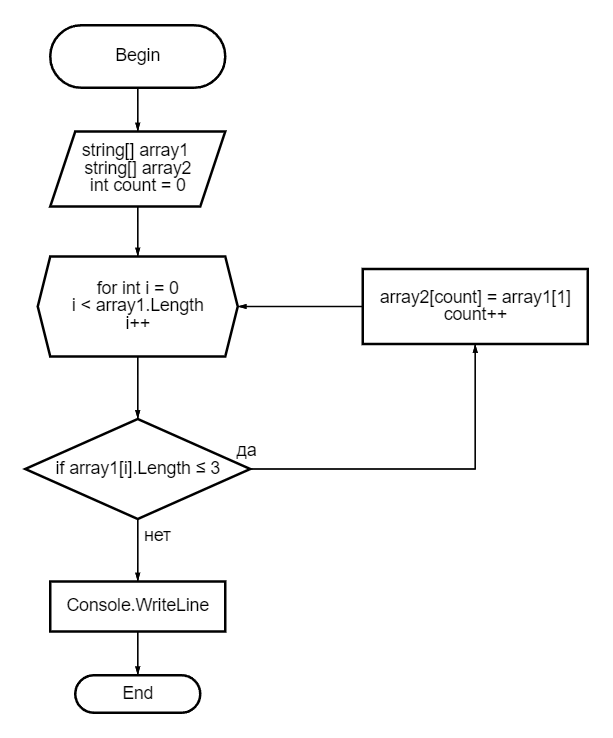 Begin
string[] array1
string[] array2
int count = 0
for int i = 0
i < array1.Length
i++
array2[count] = array1[1]
count++
if array1[i].Length ≤ 3
да
нет
Console.WriteLine
End